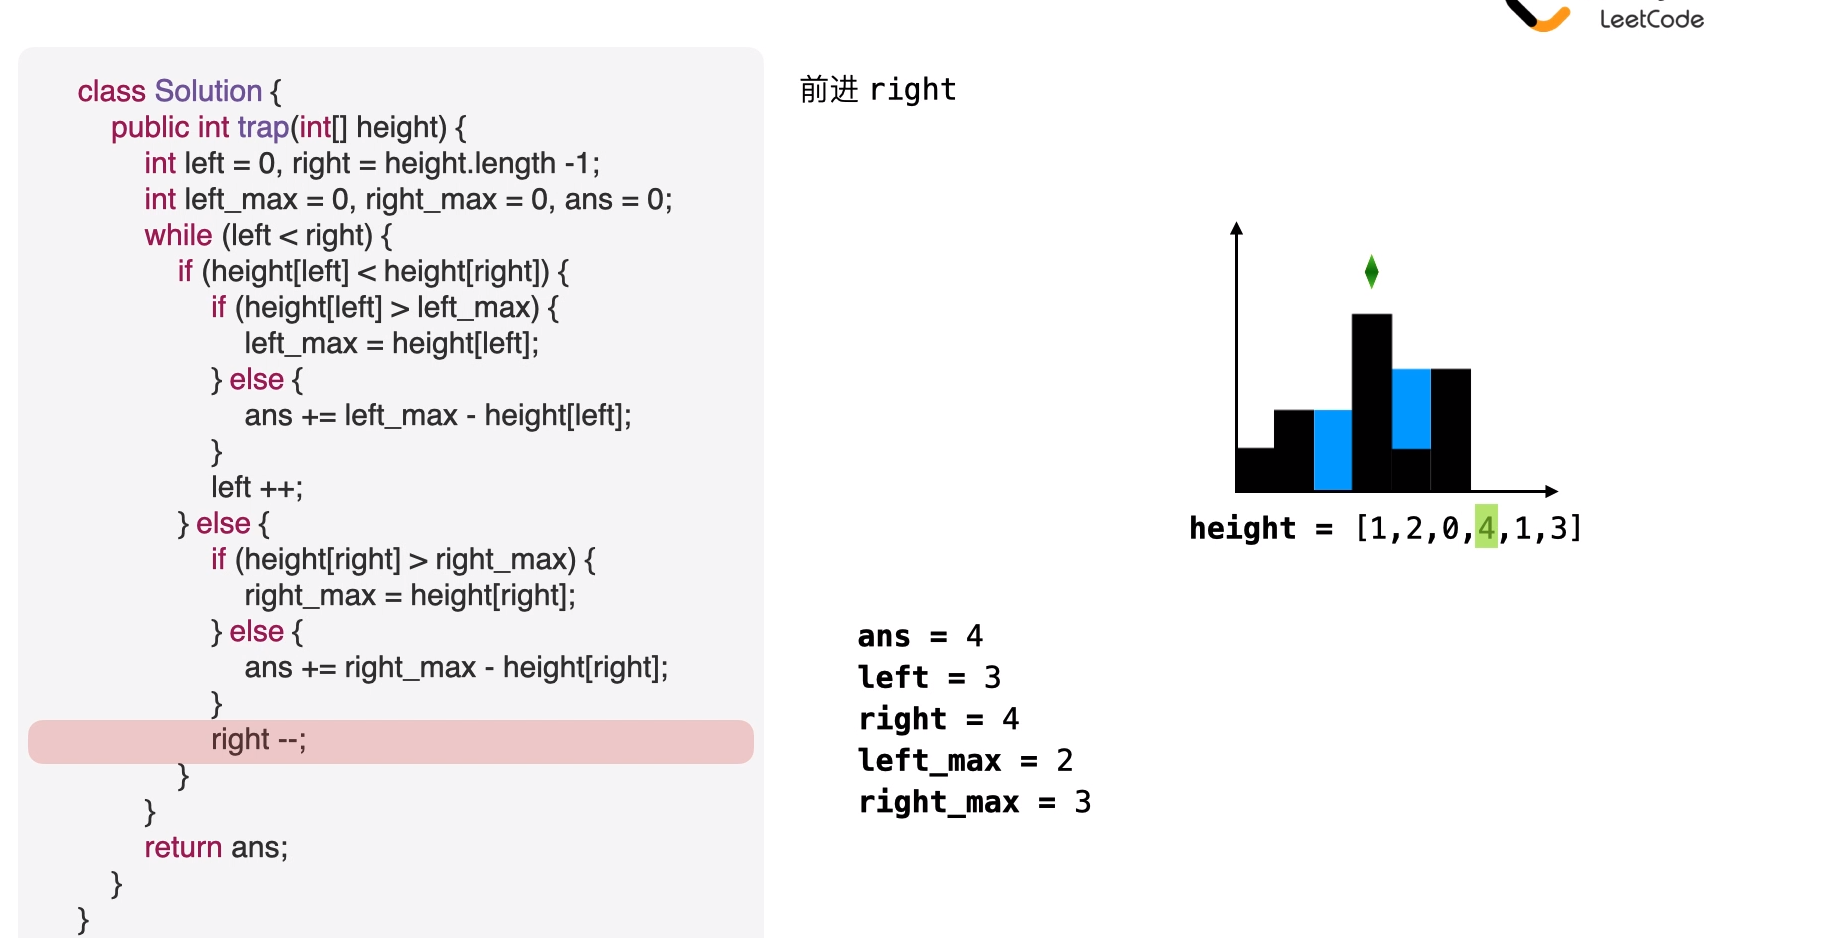 LeetCode
class Solution {
public int trap(int[] height) {
int left = 0, right = height.length -1;
int left_max = 0, right_max = 0, ans = 0;
while (left < right) {
if (height[left] < height[right]) {
if (height[left] > left_max) {
left_max = height[left];
} else {
ans += left_max - height[left];
}
left ++;
} else {
if (height[right] > right_max) {
right_max = height[right];
} else {
ans += right_max - height[right];
}
right --;
}
}
return ans;
}
}
前进 right
height = [1,2,0,4,1,3]
ans = 4
left = 3
right = 4
left_max = 2
right_max = 3